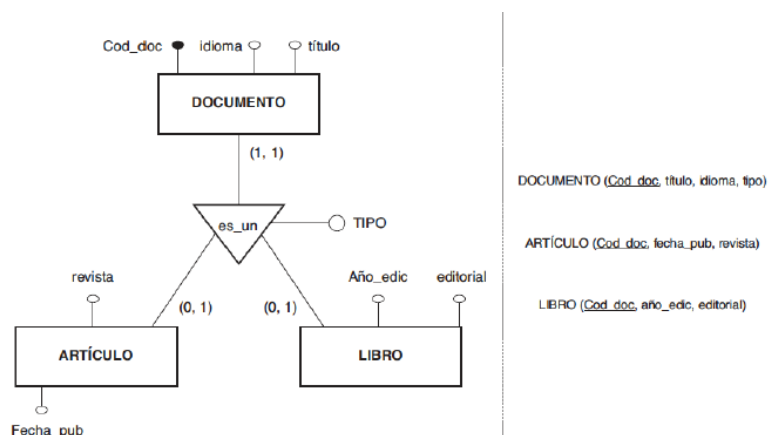 Cod_doc idioma título
DOCUMENTO
(1, 1)
es_un
TIPO
revista
Año_edic editorial
(0, 1)
(0, 1)
ARTÍCULO
LIBRO
Fecha_pub
DOCUMENTO (Cod_doc, título, idioma, tipo)
ARTÍCULO (Cod_doc, fecha_pub, revista)
LIBRO (Cod_doc, año_edic, editorial)